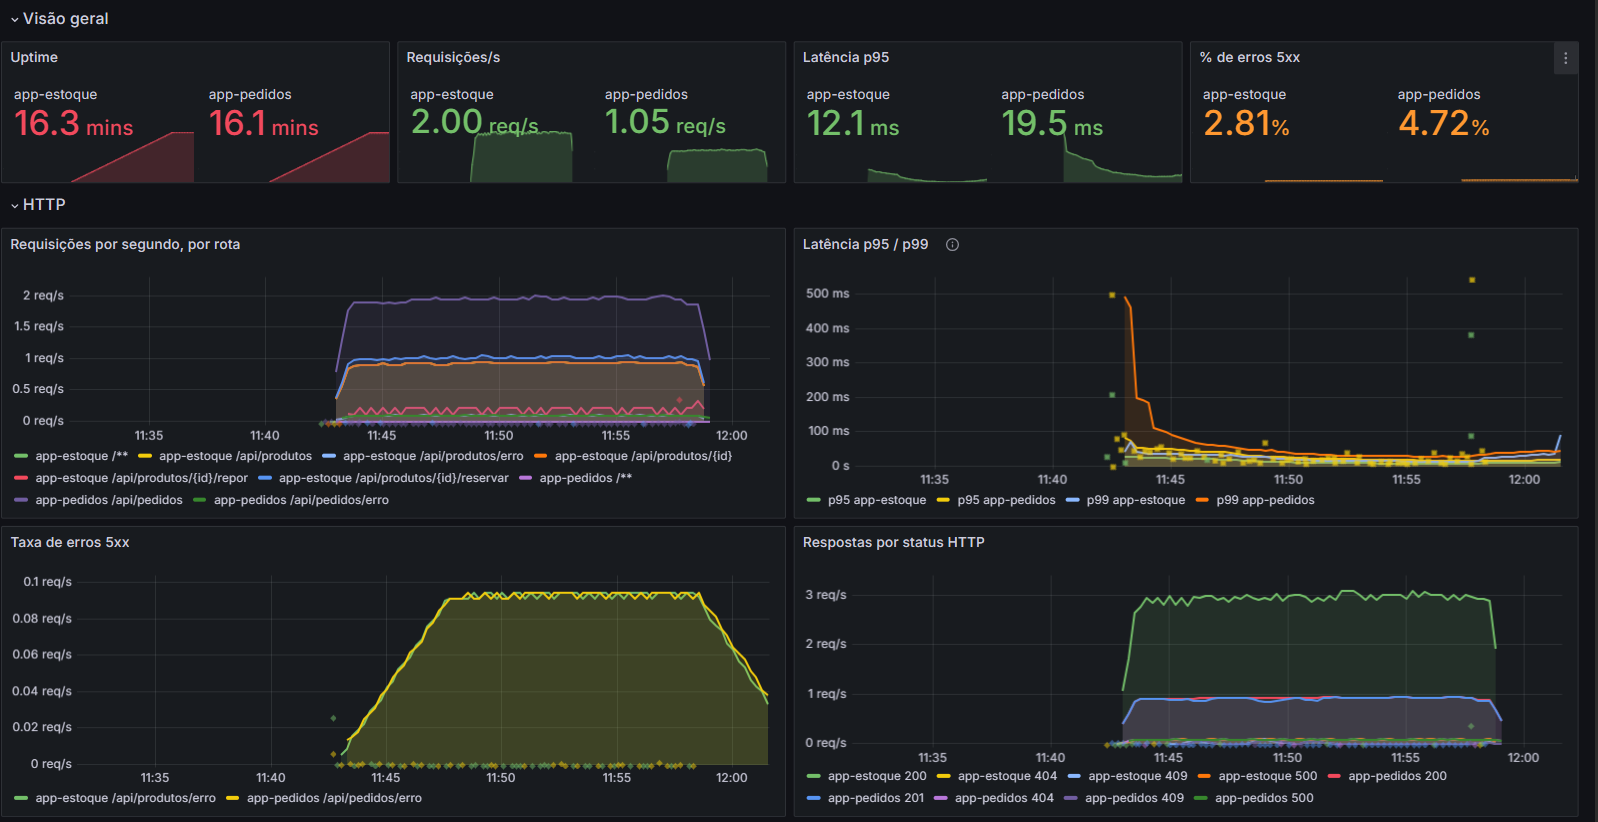 Visão geral
Uptime
app-estoque
16.3 mins
app-pedidos
16.1 mins
Requisições/s
app-estoque
2.00 req/s
app-pedidos
1.05 req/s
Latência p95
app-estoque
12.1 ms
app-pedidos
19.5 ms
% de erros 5xx
app-estoque
2.81%
app-pedidos
4.72%
HTTP
Requisições por segundo, por rota
2 req/s
1.5 req/s
1 req/s
0.5 req/s
0 req/s
11:35 11:40 11:45 11:50 11:55 12:00
app-estoque /** app-estoque /api/produtos app-estoque /api/produtos/erro app-estoque /api/produtos/{id}
app-estoque /api/produtos/{id}/repor app-estoque /api/produtos/{id}/reservar app-pedidos /**
app-pedidos /api/pedidos app-pedidos /api/pedidos/erro
Latência p95 / p99
500 ms
400 ms
300 ms
200 ms
100 ms
0 s
11:35 11:40 11:45 11:50 11:55 12:00
p95 app-estoque p95 app-pedidos p99 app-estoque p99 app-pedidos
Taxa de erros 5xx
0.1 req/s
0.08 req/s
0.06 req/s
0.04 req/s
0.02 req/s
0 req/s
11:35 11:40 11:45 11:50 11:55 12:00
app-estoque /api/produtos/erro app-pedidos /api/pedidos/erro
Respostas por status HTTP
3 req/s
2 req/s
1 req/s
0 req/s
11:35 11:40 11:45 11:50 11:55 12:00
app-estoque 200 app-estoque 404 app-estoque 409 app-estoque 500 app-pedidos 200
app-pedidos 201 app-pedidos 404 app-pedidos 409 app-pedidos 500